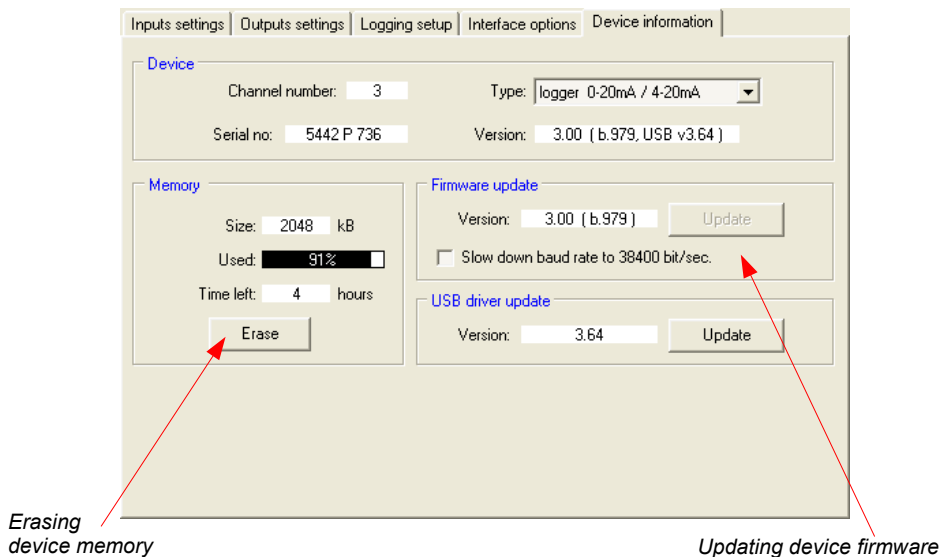 Inputs settings Outputs settings Logging setup Interface options Device information
Device
Channel number: 3 Type: logger 0-20mA / 4-20mA
Serial no: 5442 P 736 Version: 3.00 ( b.979, USB v3.64 )
Memory
Size: 2048 kB
Used: 91%
Time left: 4 hours
Erase
Firmware update
Version: 3.00 ( b.979 ) Update
Slow down baud rate to 38400 bit/sec.
USB driver update
Version: 3.64 Update
Erasing
device memory
Updating device firmware